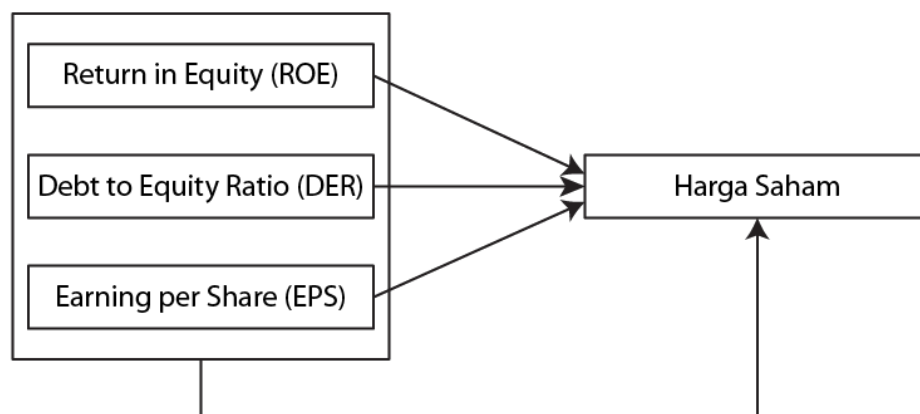 Return in Equity (ROE)
Debt to Equity Ratio (DER)
Harga Saham
Earning per Share (EPS)